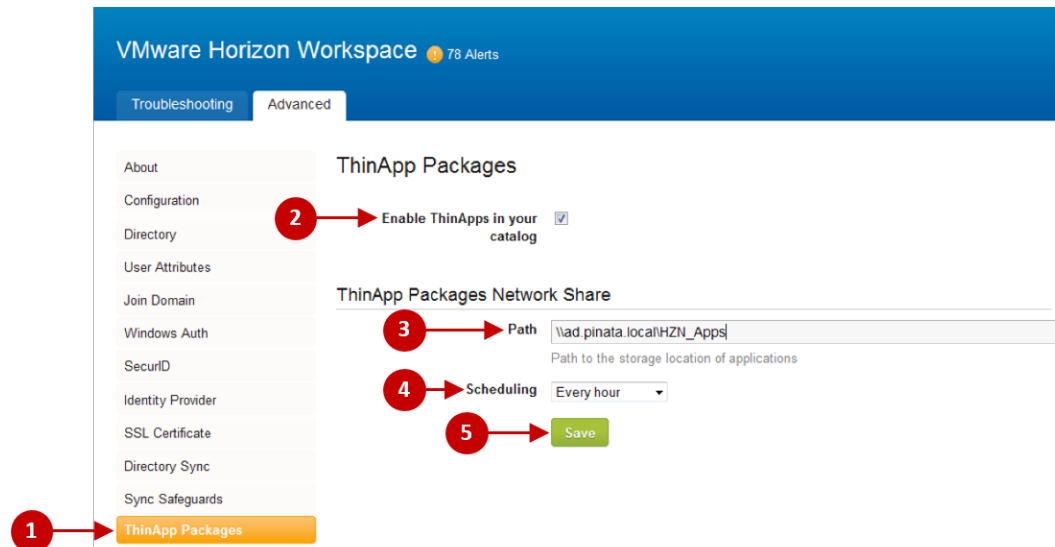 VMware Horizon Workspace ! 78 Alerts
Troubleshooting Advanced
About
Configuration
Directory
User Attributes
Join Domain
Windows Auth
SecurID
Identity Provider
SSL Certificate
Directory Sync
Sync Safeguards
1 ThinApp Packages
ThinApp Packages
2 Enable ThinApps in your
catalog
ThinApp Packages Network Share
3 Path \\ad.pinata.local\HZN_Apps
Path to the storage location of applications
4 Scheduling Every hour
5 Save